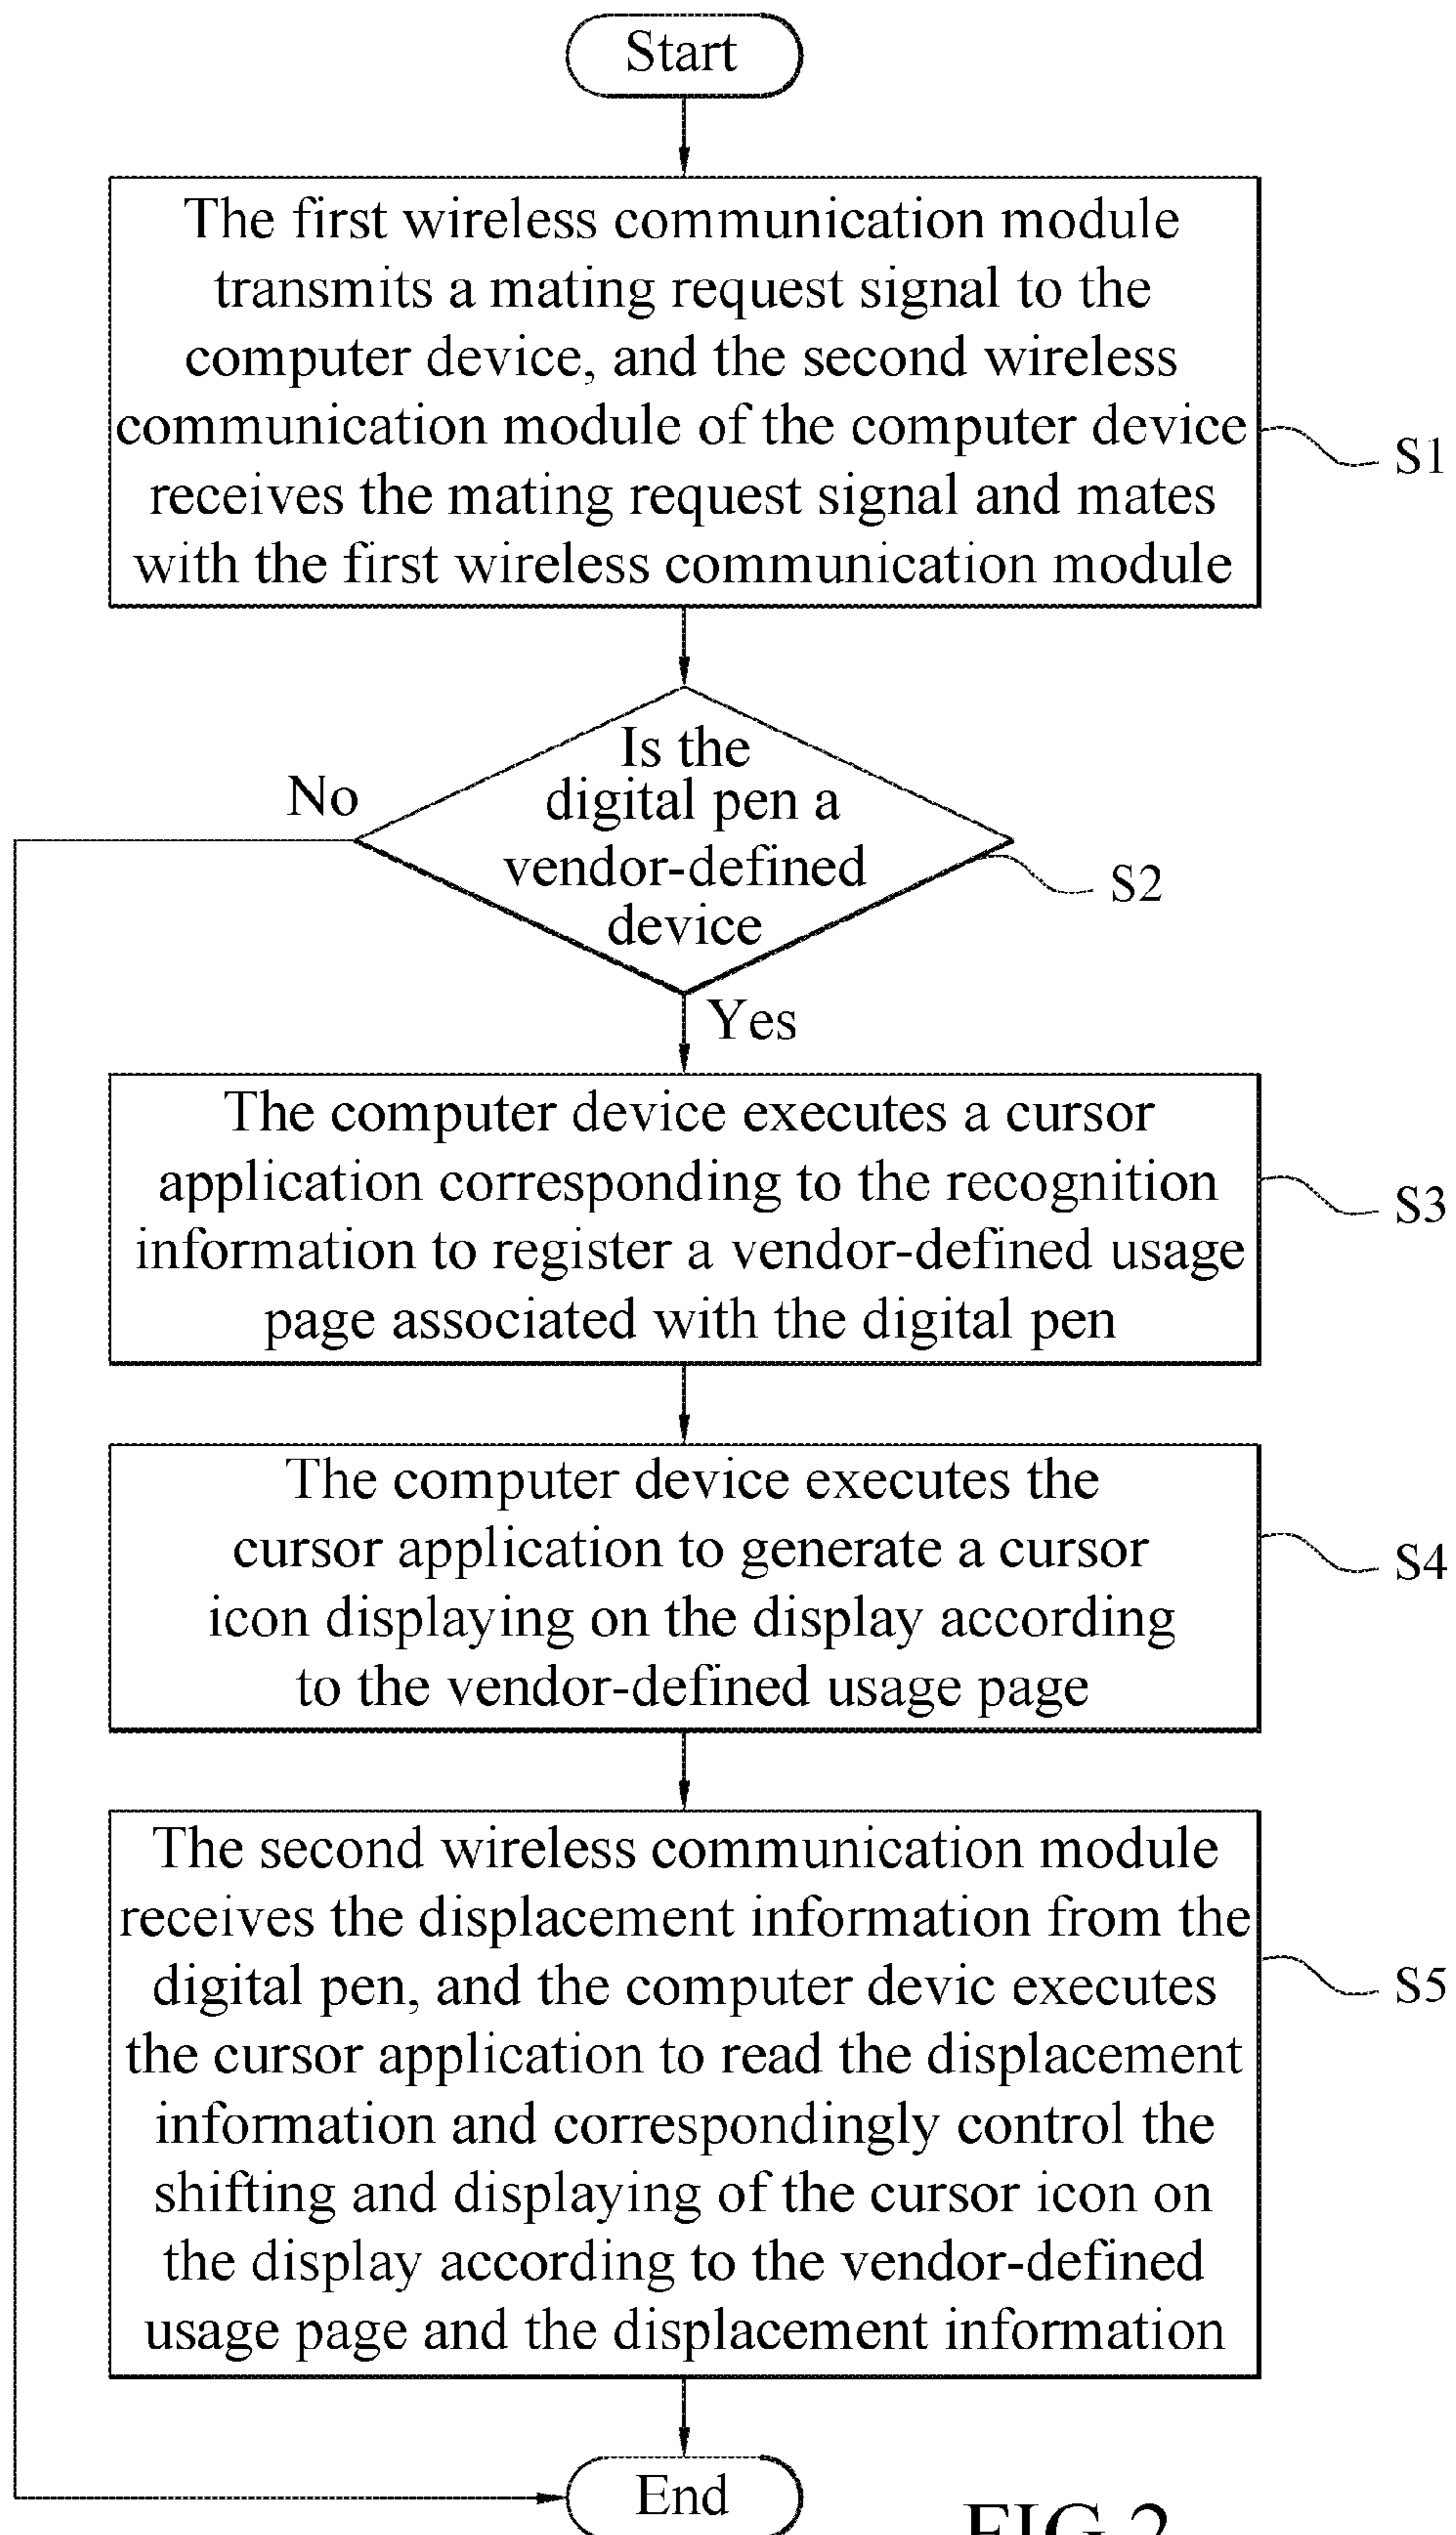 Start
The first wireless communication module
transmits a mating request signal to the
computer device, and the second wireless
communication module of the computer device
receives the mating request signal and mates
with the first wireless communication module
S1
Is the
digital pen a
vendor-defined
device
No
S2
Yes
The computer device executes a cursor
application corresponding to the recognition
information to register a vendor-defined usage
page associated with the digital pen
S3
The computer device executes the
cursor application to generate a cursor
icon displaying on the display according
to the vendor-defined usage page
S4
The second wireless communication module
receives the displacement information from the
digital pen, and the computer devic executes
the cursor application to read the displacement
information and correspondingly control the
shifting and displaying of the cursor icon on
the display according to the vendor-defined
usage page and the displacement information
S5
End
FIG.2